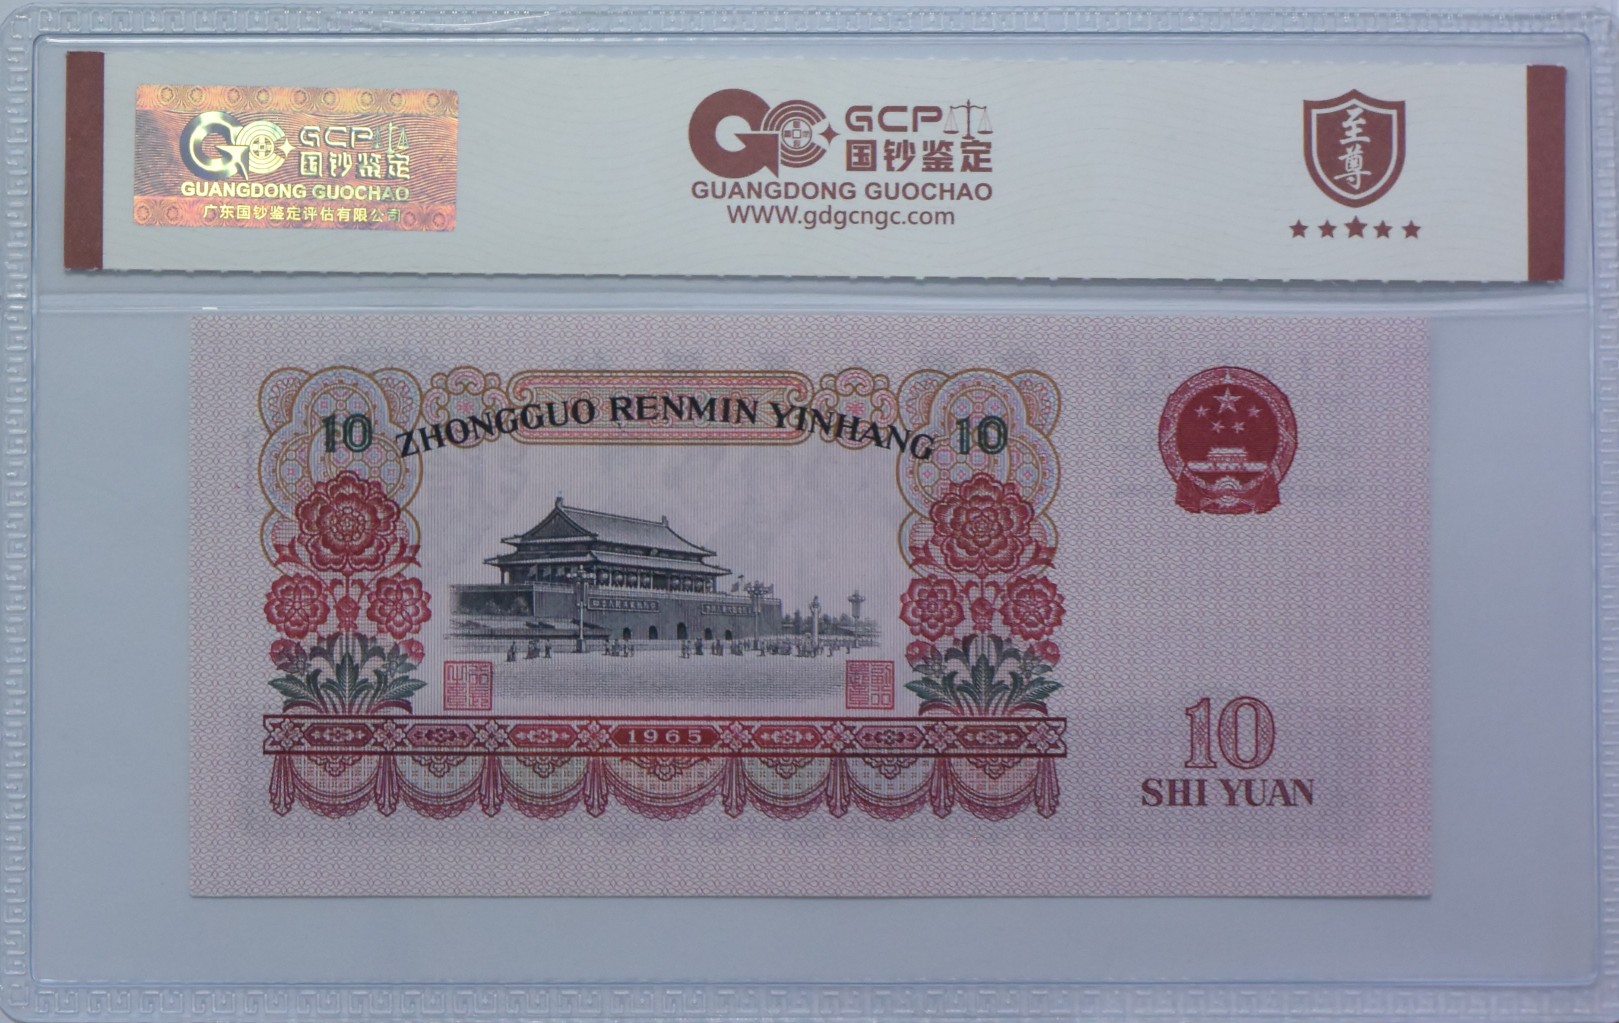 GCP
国钞鉴定
GUANGDONG GUOCHAO
广东国钞鉴定评估有限公司
GCP
国钞鉴定
GUANGDONG GUOCHAO
WWW.gdgcngc.com
至尊
10 ZHONGGUO RENMIN YINHANG 10
1965
10
SHI YUAN